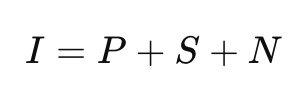 I = P + S + N